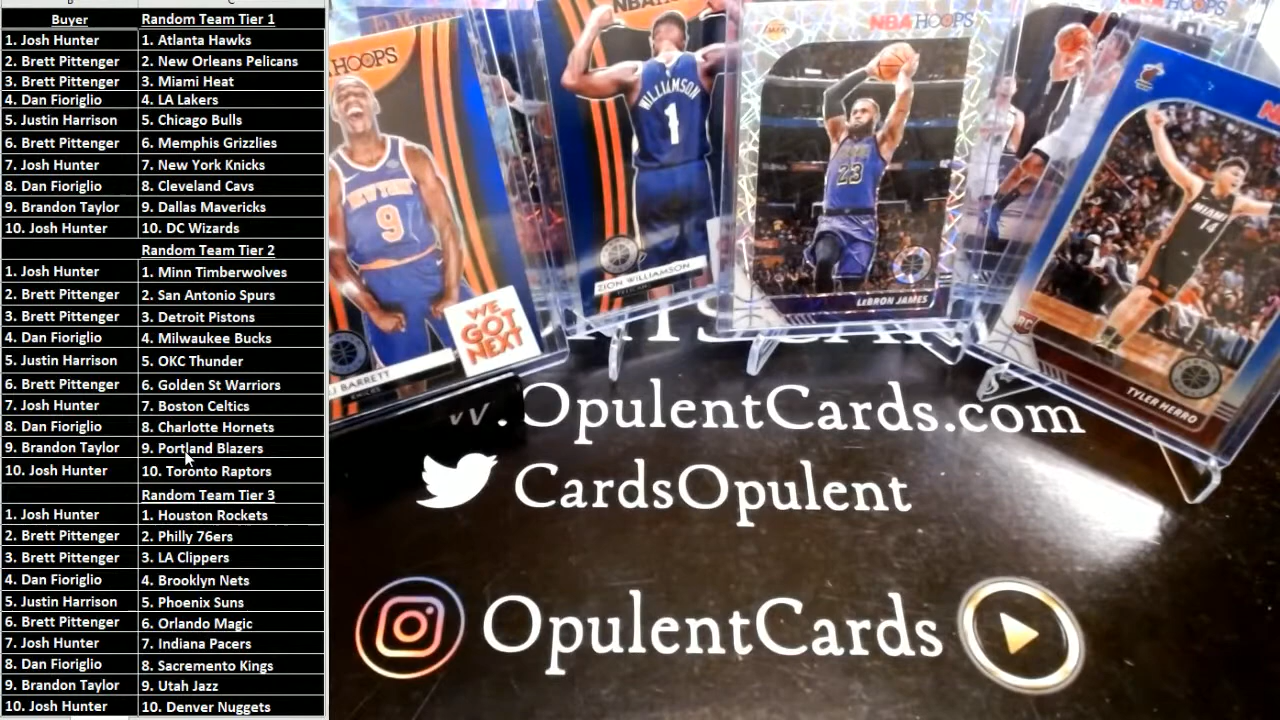 B C
Buyer Random Team Tier 1
1. Josh Hunter 1. Atlanta Hawks
2. Brett Pittenger 2. New Orleans Pelicans
3. Brett Pittenger 3. Miami Heat
4. Dan Fioriglio 4. LA Lakers
5. Justin Harrison 5. Chicago Bulls
6. Brett Pittenger 6. Memphis Grizzlies
7. Josh Hunter 7. New York Knicks
8. Dan Fioriglio 8. Cleveland Cavs
9. Brandon Taylor 9. Dallas Mavericks
10. Josh Hunter 10. DC Wizards
Random Team Tier 2
1. Josh Hunter 1. Minn Timberwolves
2. Brett Pittenger 2. San Antonio Spurs
3. Brett Pittenger 3. Detroit Pistons
4. Dan Fioriglio 4. Milwaukee Bucks
5. Justin Harrison 5. OKC Thunder
6. Brett Pittenger 6. Golden St Warriors
7. Josh Hunter 7. Boston Celtics
8. Dan Fioriglio 8. Charlotte Hornets
9. Brandon Taylor 9. Portland Blazers
10. Josh Hunter 10. Toronto Raptors
Random Team Tier 3
1. Josh Hunter 1. Houston Rockets
2. Brett Pittenger 2. Philly 76ers
3. Brett Pittenger 3. LA Clippers
4. Dan Fioriglio 4. Brooklyn Nets
5. Justin Harrison 5. Phoenix Suns
6. Brett Pittenger 6. Orlando Magic
7. Josh Hunter 7. Indiana Pacers
8. Dan Fioriglio 8. Sacremento Kings
9. Brandon Taylor 9. Utah Jazz
10. Josh Hunter 10. Denver Nuggets
HOOPS
NEW YORK
9
WE
GOT
NEXT
BARRETT
KNICKS
NBA HOOPS
WILLIAMSON
1
ZION WILLIAMSON
NBA HOOPS
23
LeBRON JAMES
MIAMI
14
RC
TYLER HERRO
.OpulentCards.com
CardsOpulent
OpulentCards